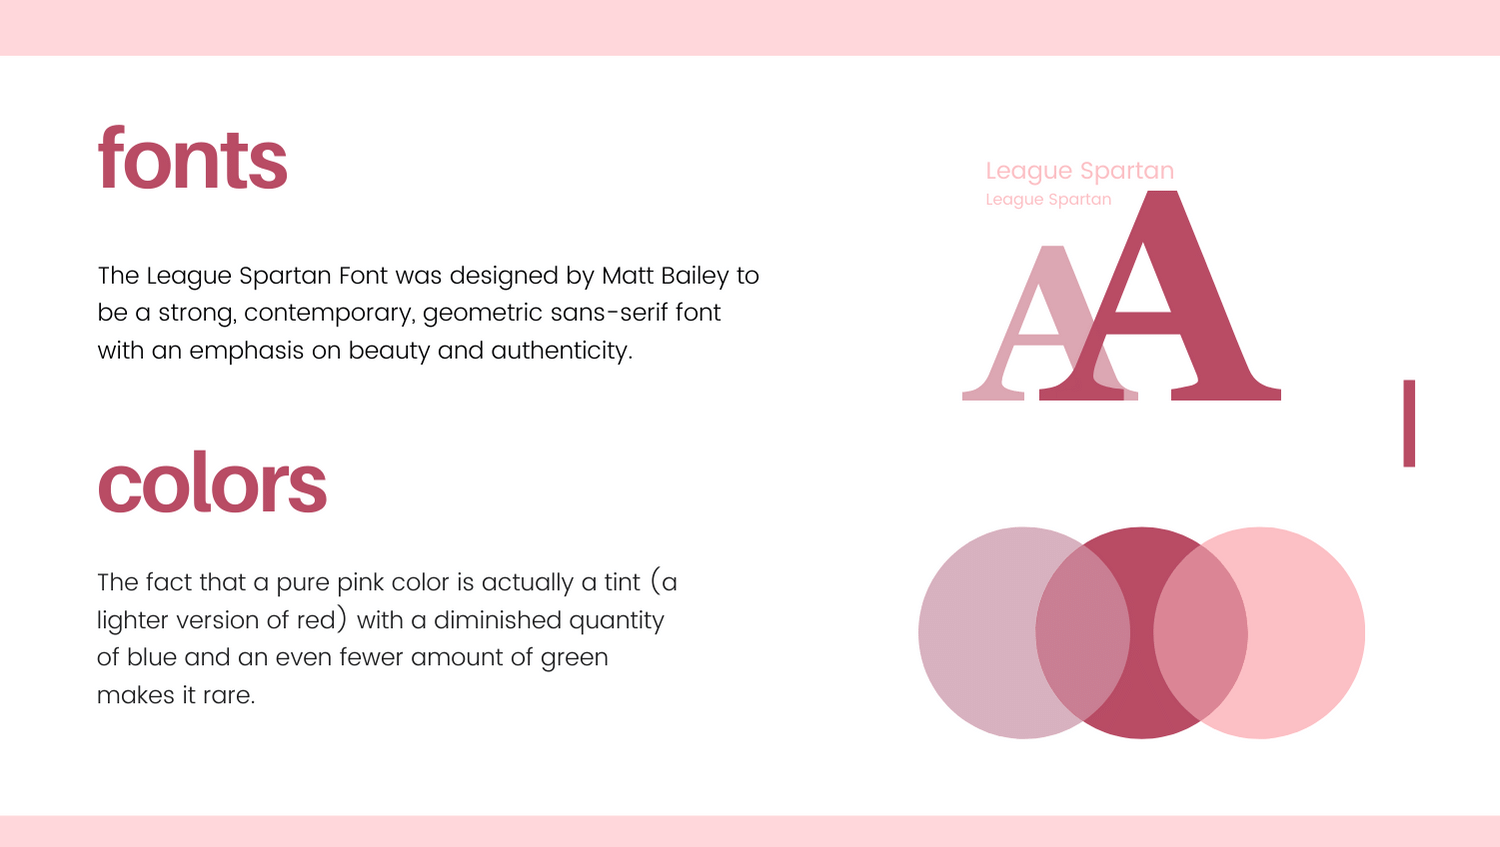 fonts
The League Spartan Font was designed by Matt Bailey to
be a strong, contemporary, geometric sans-serif font
with an emphasis on beauty and authenticity.
League Spartan
League Spartan
A A
colors
The fact that a pure pink color is actually a tint (a
lighter version of red) with a diminished quantity
of blue and an even fewer amount of green
makes it rare.